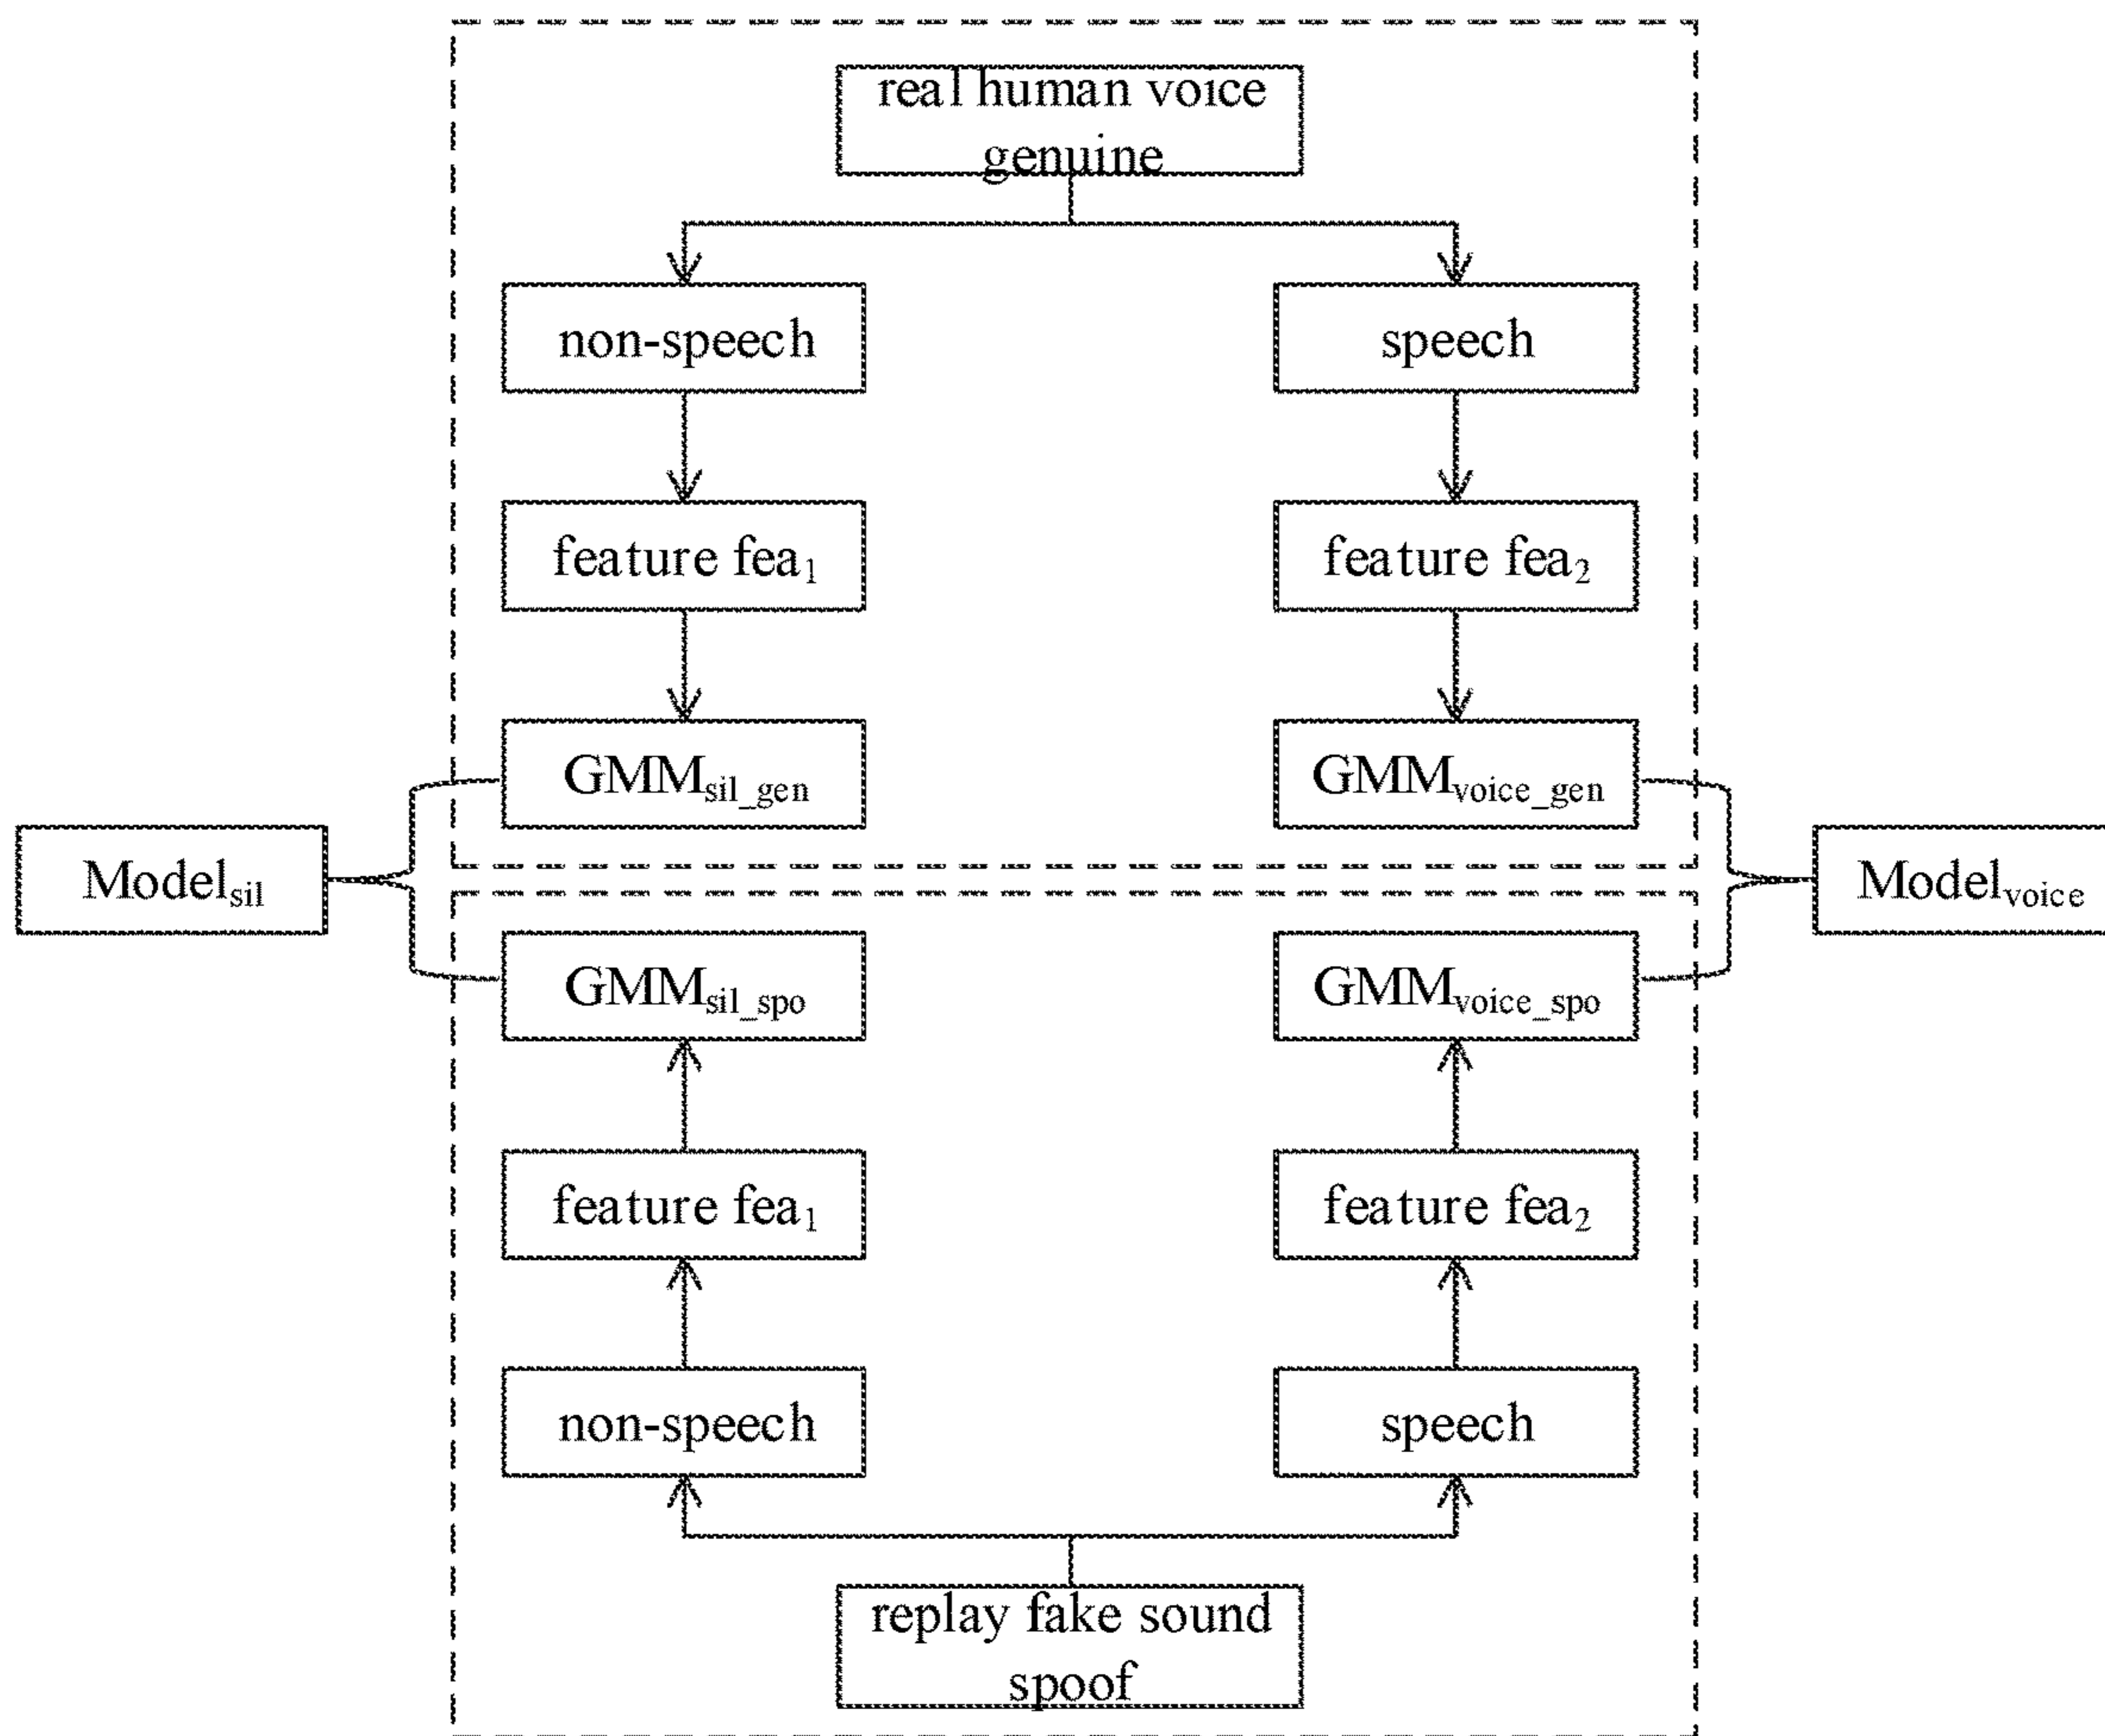 real human voice
genuine
non-speech
speech
feature fea₁
feature fea₂
GMMsil_gen
GMMvoice_gen
Modelsil
Modelvoice
GMMsil_spo
GMMvoice_spo
feature fea₁
feature fea₂
non-speech
speech
replay fake sound
spoof